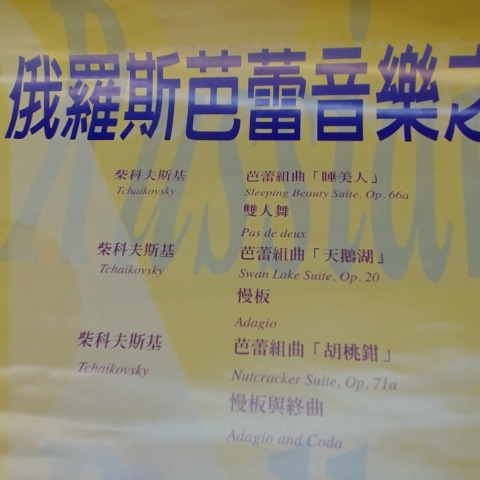 俄羅斯芭蕾音樂之
Russian
柴科夫斯基 芭蕾組曲「睡美人」
Tchaikovsky Sleeping Beauty Suite, Op. 66a
雙人舞
Pas de deux
柴科夫斯基 芭蕾組曲「天鵝湖」
Tchaikovsky Swan Lake Suite, Op. 20
慢板
Adagio
柴科夫斯基 芭蕾組曲「胡桃鉗」
Tchaikovsky Nutcracker Suite, Op. 71a
慢板與終曲
Adagio and Coda